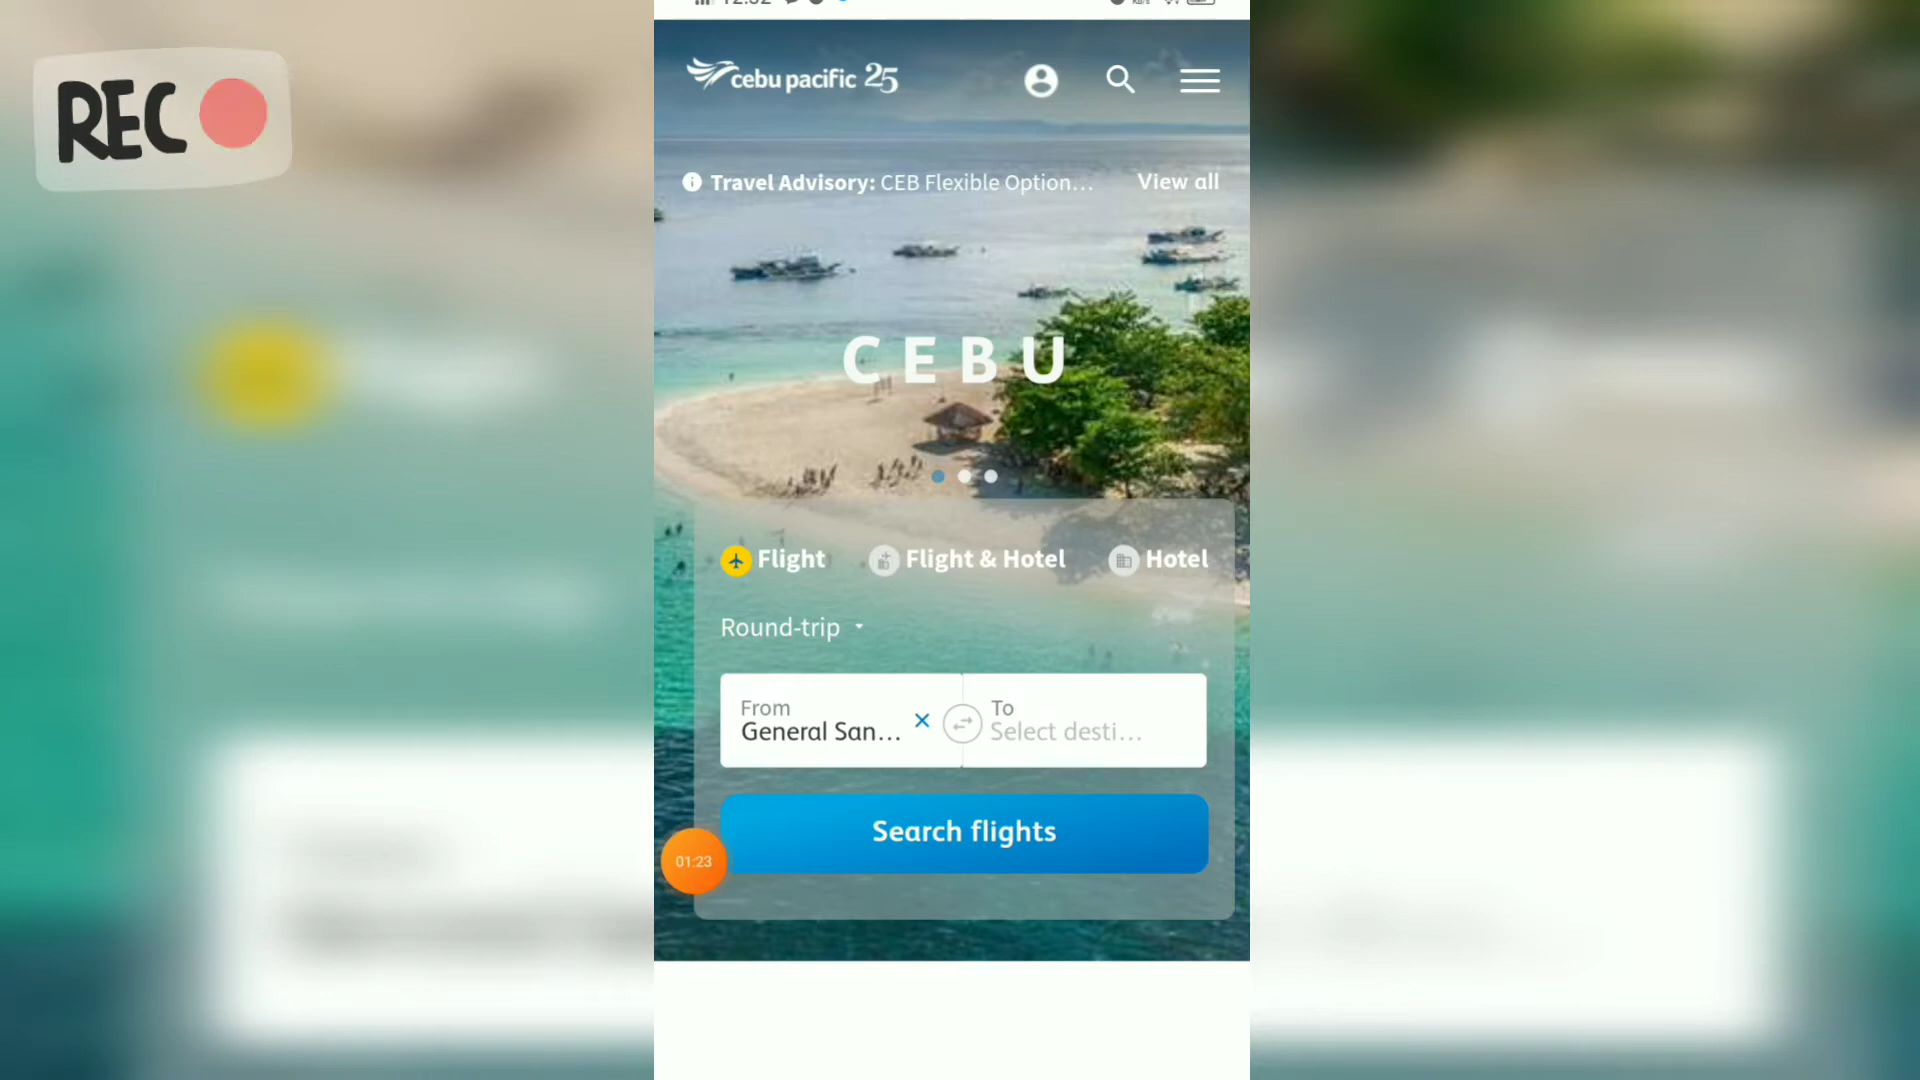 REC
cebu pacific 25
Travel Advisory: CEB Flexible Option... View all
CEBU
Flight Flight & Hotel Hotel
Round-trip
From To
General San... Select desti...
Search flights
01:23